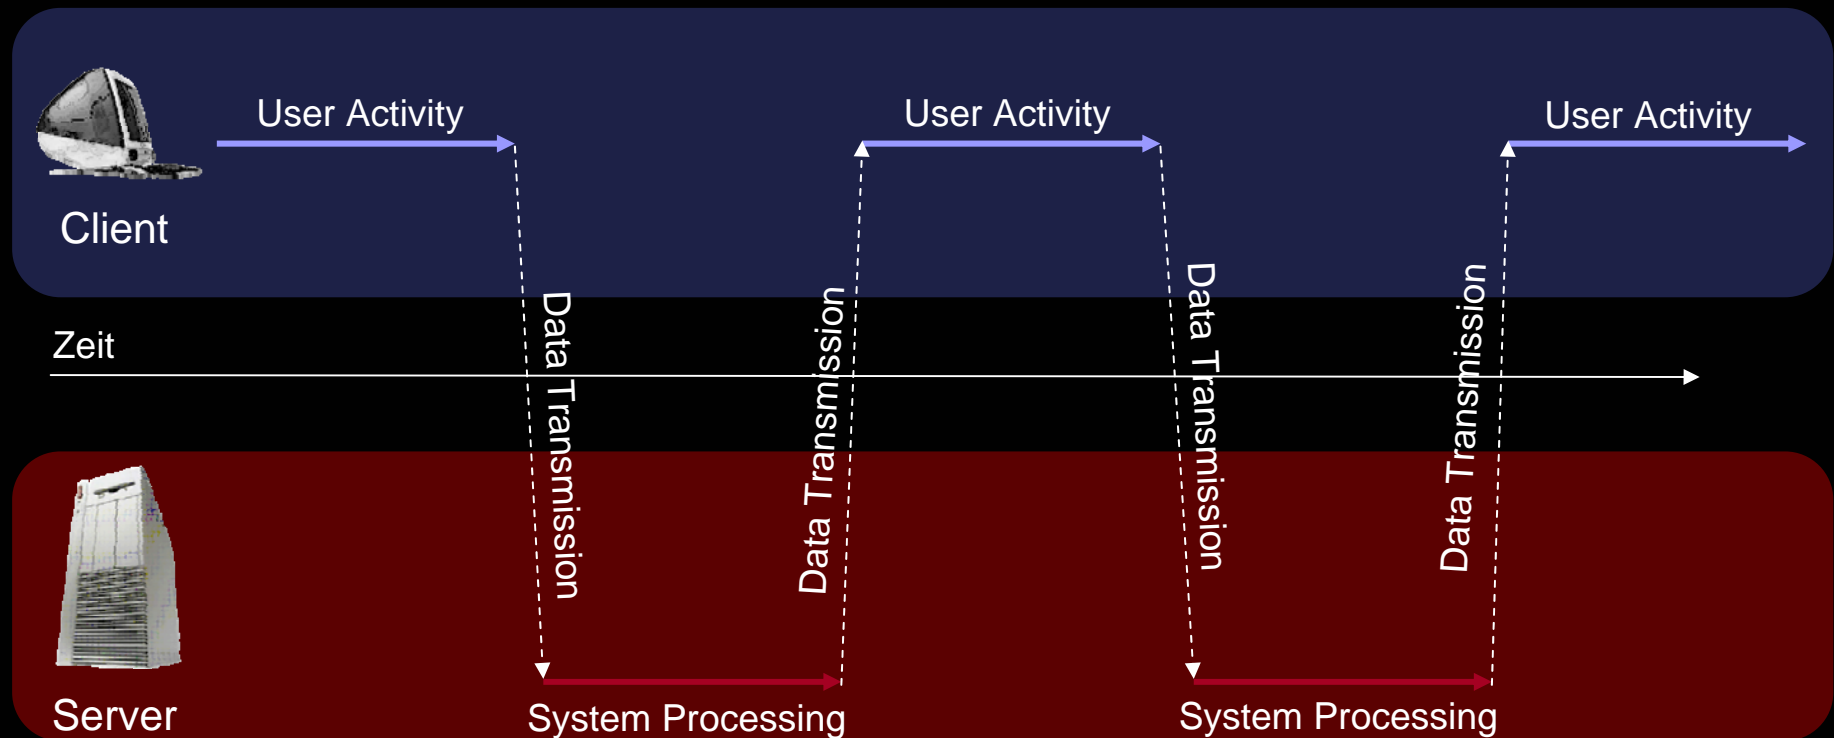 User Activity
User Activity
User Activity
Client
Data Transmission
Data Transmission
Data Transmission
Data Transmission
Zeit
Server
System Processing
System Processing